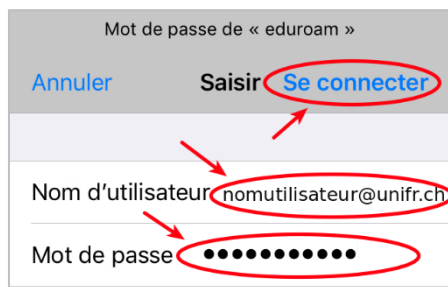 Mot de passe de « eduroam »
Annuler Saisir Se connecter
Nom d'utilisateur nomutilisateur@unifr.ch
Mot de passe •••••••••••